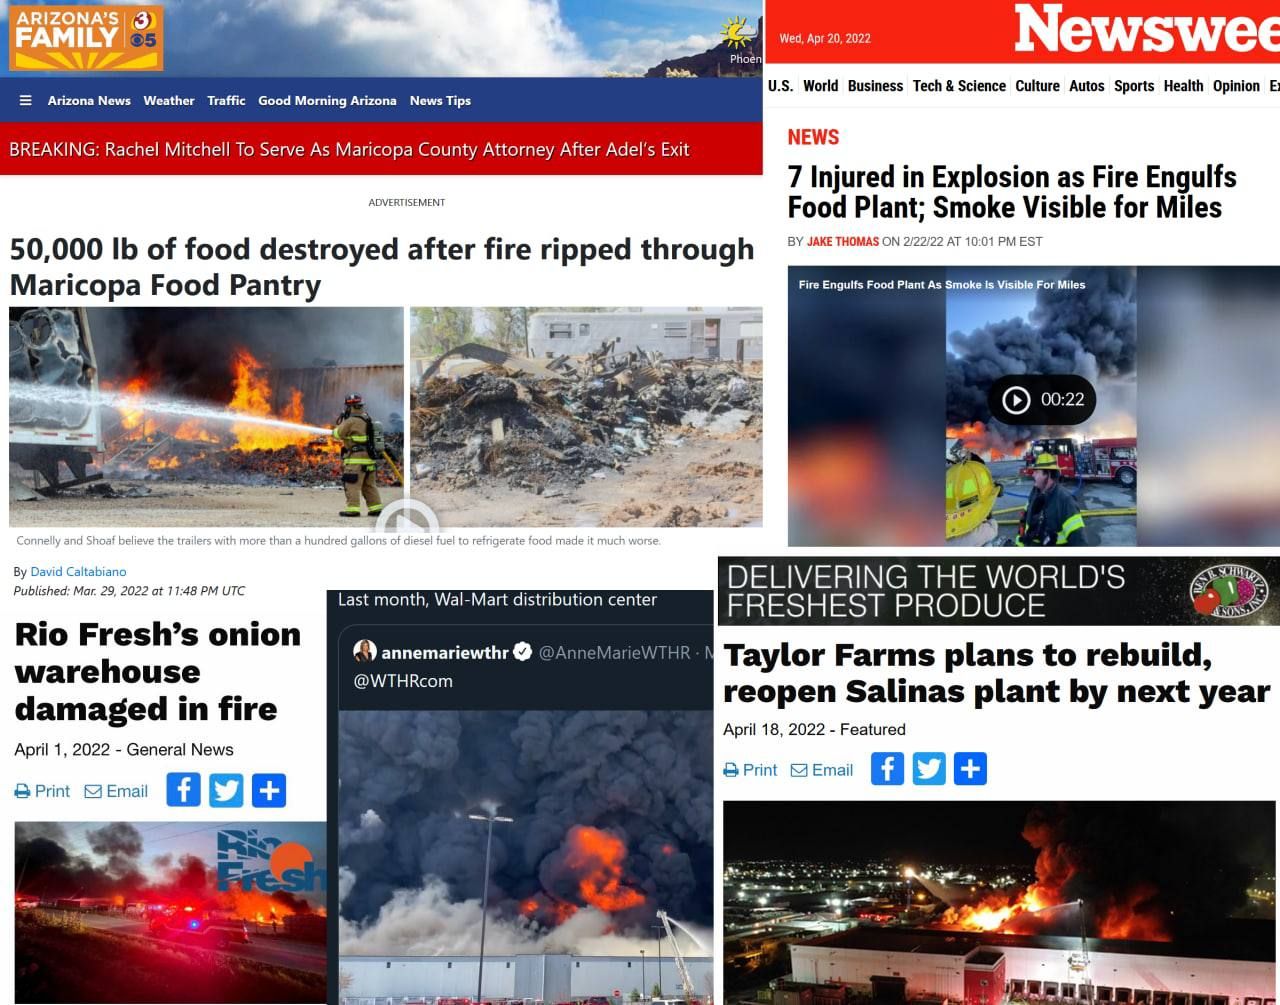 ARIZONA'S
FAMILY
3
5
Phoen
Arizona News Weather Traffic Good Morning Arizona News Tips
BREAKING: Rachel Mitchell To Serve As Maricopa County Attorney After Adel's Exit
ADVERTISEMENT
50,000 lb of food destroyed after fire ripped through
Maricopa Food Pantry
Connelly and Shoaf believe the trailers with more than a hundred gallons of diesel fuel to refrigerate food made it much worse.
By David Caltabiano
Published: Mar. 29, 2022 at 11:48 PM UTC
Wed, Apr 20, 2022
Newswee
U.S. World Business Tech & Science Culture Autos Sports Health Opinion Ex
NEWS
7 Injured in Explosion as Fire Engulfs
Food Plant; Smoke Visible for Miles
BY JAKE THOMAS ON 2/22/22 AT 10:01 PM EST
Fire Engulfs Food Plant As Smoke Is Visible For Miles
00:22
Rio Fresh's onion
warehouse
damaged in fire
April 1, 2022 - General News
Print Email
Rio
Fresh
Last month, Wal-Mart distribution center
annemariewthr @AnneMarieWTHR · M
@WTHRcom
DELIVERING THE WORLD'S
FRESHEST PRODUCE
BEN B. SCHWARTZ
& SONS, INC.
Taylor Farms plans to rebuild,
reopen Salinas plant by next year
April 18, 2022 - Featured
Print Email